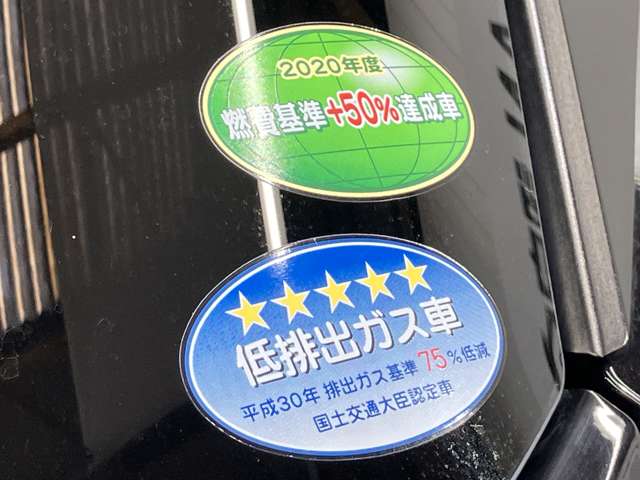 2020年度
燃費基準+50%達成車
低排出ガス車
平成30年 排出ガス基準 75%低減
国土交通大臣認定車